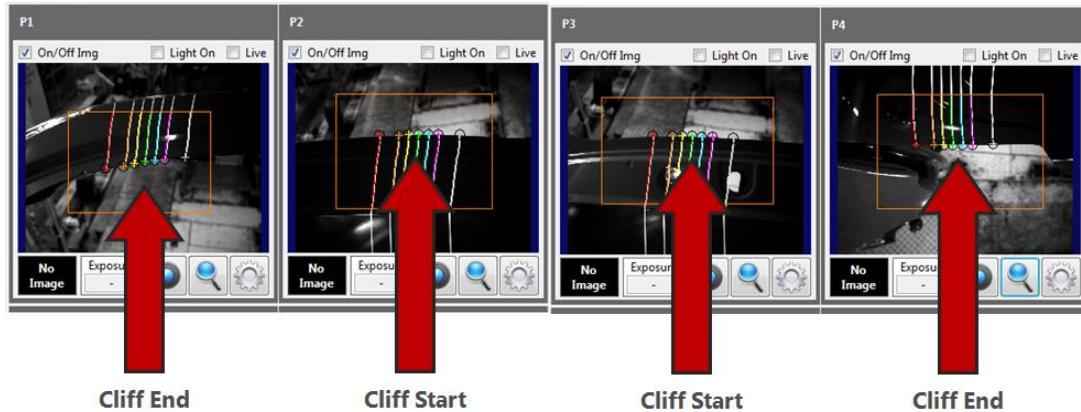 P1
On/Off Img Light On Live
No Image
Exposu
-
Cliff End
P2
On/Off Img Light On Live
No Image
Exposu
-
Cliff Start
P3
On/Off Img Light On Live
No Image
Exposur
-
Cliff Start
P4
On/Off Img Light On Live
No Image
Exposu
-
Cliff End